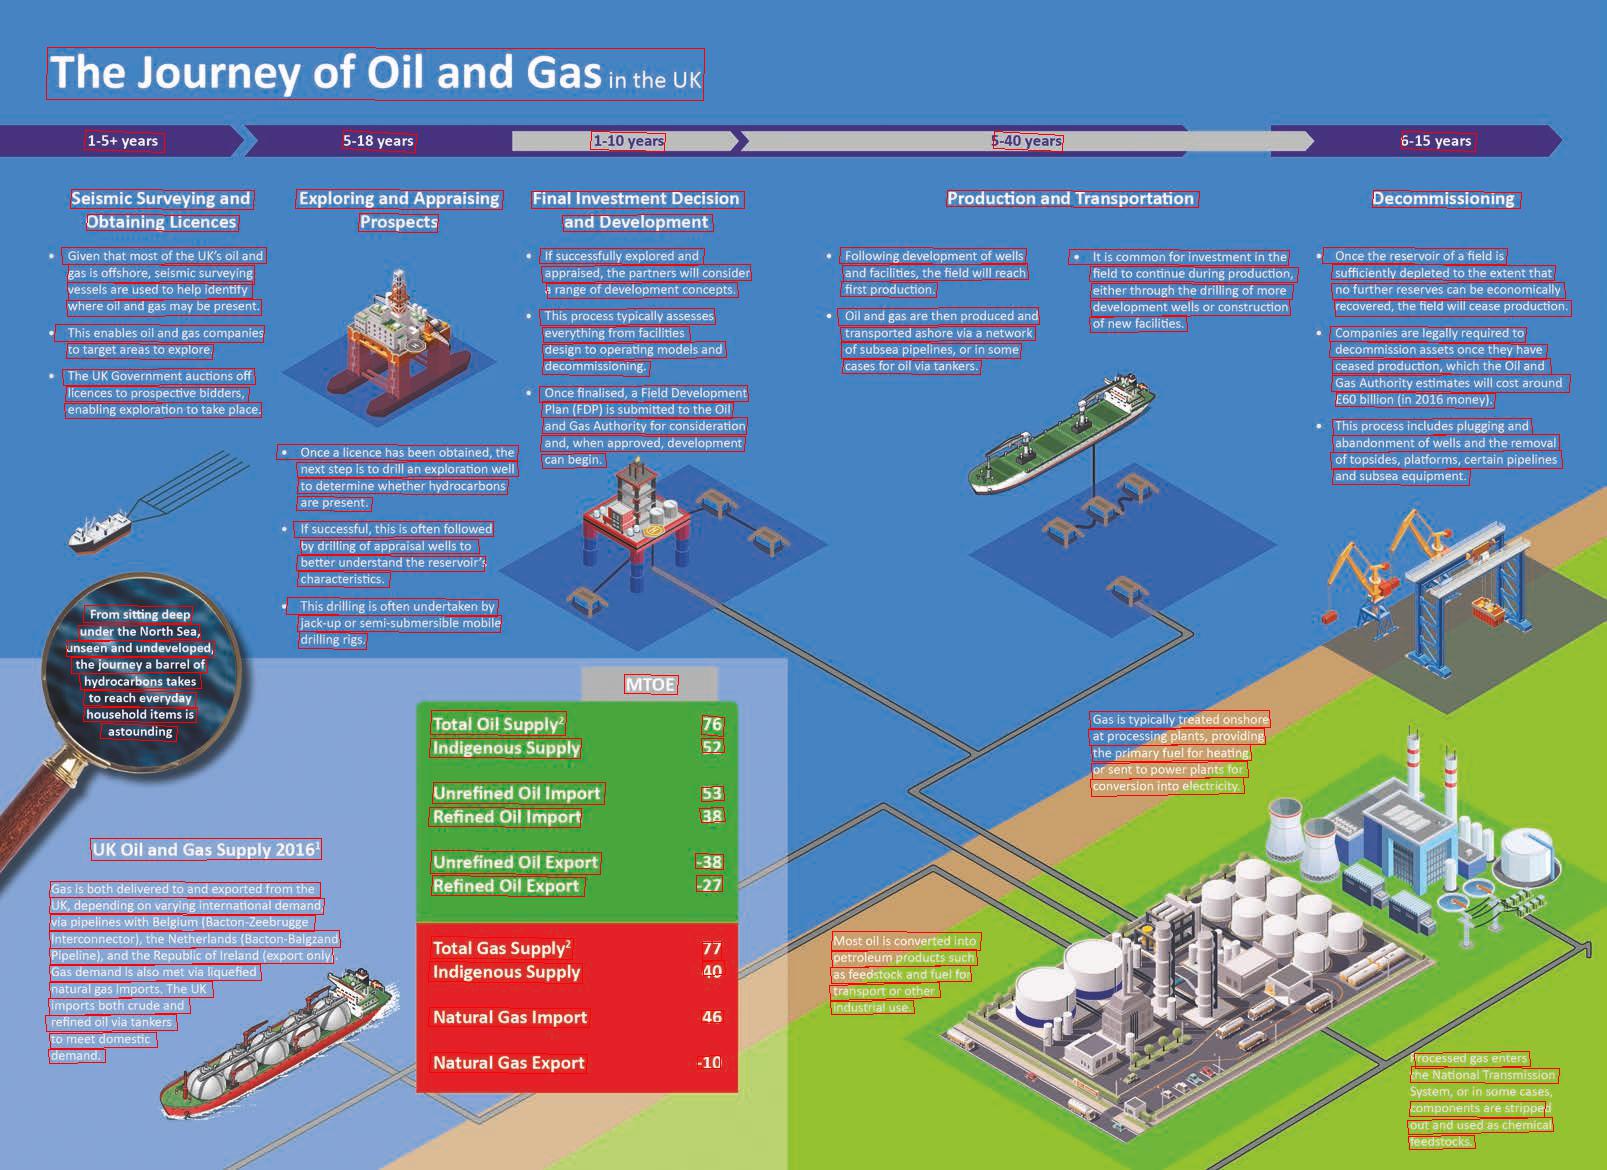 The Journey of Oil and Gas in the UK
1-5+ years
5-18 years
1-10 years
5-40 years
6-15 years
Seismic Surveying and
Obtaining Licences
• Given that most of the UK's oil and
gas is offshore, seismic surveying
vessels are used to help identify
where oil and gas may be present.
• This enables oil and gas companies
to target areas to explore.
• The UK Government auctions off
licences to prospective bidders,
enabling exploration to take place.
Exploring and Appraising
Prospects
• Once a licence has been obtained, the
next step is to drill an exploration well
to determine whether hydrocarbons
are present.
• If successful, this is often followed
by drilling of appraisal wells to
better understand the reservoir's
characteristics.
• This drilling is often undertaken by
jack-up or semi-submersible mobile
drilling rigs.
Final Investment Decision
and Development
• If successfully explored and
appraised, the partners will consider
a range of development concepts.
• This process typically assesses
everything from facilities
design to operating models and
decommissioning.
• Once finalised, a Field Development
Plan (FDP) is submitted to the Oil
and Gas Authority for consideration
and, when approved, development
can begin.
Production and Transportation
• Following development of wells
and facilities, the field will reach
first production.
• Oil and gas are then produced and
transported ashore via a network
of subsea pipelines, or in some
cases for oil via tankers.
• It is common for investment in the
field to continue during production,
either through the drilling of more
development wells or construction
of new facilities.
Decommissioning
• Once the reservoir of a field is
sufficiently depleted to the extent that
no further reserves can be economically
recovered, the field will cease production.
• Companies are legally required to
decommission assets once they have
ceased production, which the Oil and
Gas Authority estimates will cost around
£60 billion (in 2016 money).
• This process includes plugging and
abandonment of wells and the removal
of topsides, platforms, certain pipelines
and subsea equipment.
From sitting deep
under the North Sea,
unseen and undeveloped,
the journey a barrel of
hydrocarbons takes
to reach everyday
household items is
astounding
UK Oil and Gas Supply 2016¹
Gas is both delivered to and exported from the
UK, depending on varying international demand,
via pipelines with Belgium (Bacton-Zeebrugge
Interconnector), the Netherlands (Bacton-Balgzand
Pipeline), and the Republic of Ireland (export only).
Gas demand is also met via liquefied
natural gas imports. The UK
imports both crude and
refined oil via tankers
to meet domestic
demand.
MTOE
Total Oil Supply² 76
Indigenous Supply 52
Unrefined Oil Import 53
Refined Oil Import 38
Unrefined Oil Export -38
Refined Oil Export -27
Total Gas Supply² 77
Indigenous Supply 40
Natural Gas Import 46
Natural Gas Export -10
Gas is typically treated onshore
at processing plants, providing
the primary fuel for heating
or sent to power plants for
conversion into electricity.
Most oil is converted into
petroleum products such
as feedstock and fuel for
transport or other
industrial use.
Processed gas enters
the National Transmission
System, or in some cases,
components are stripped
out and used as chemical
feedstocks.